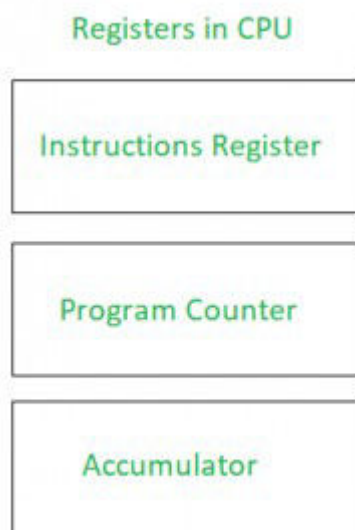 Registers in CPU
Instructions Register
Program Counter
Accumulator